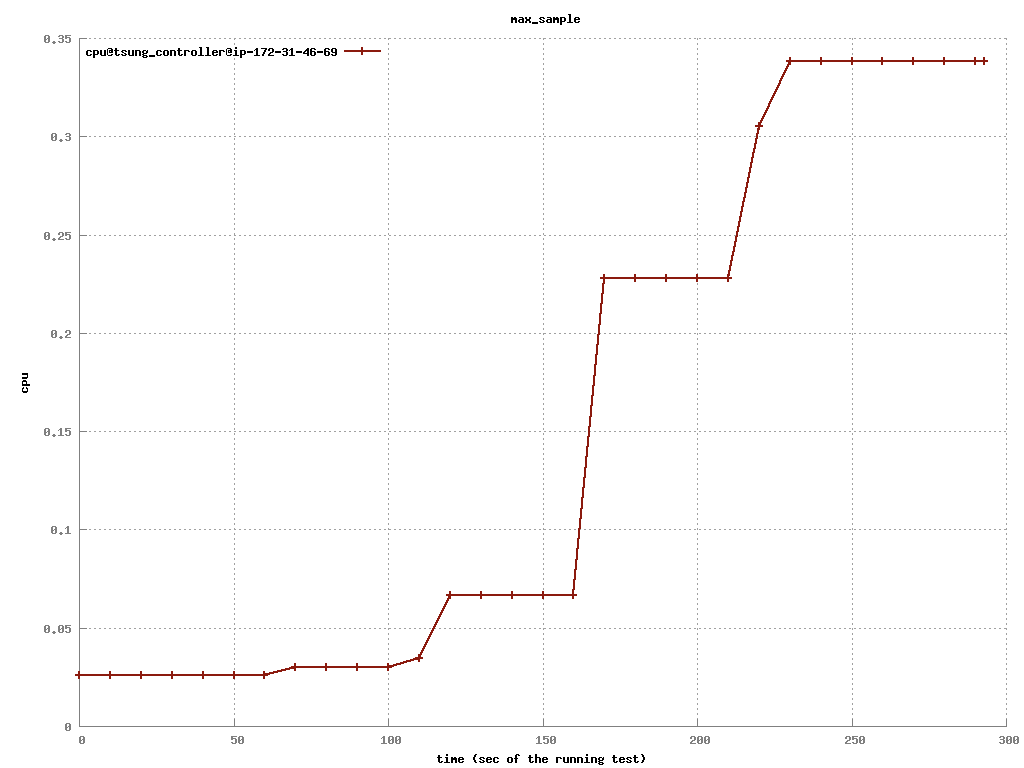 max_sample
cpu@tsung_controller@ip-172-31-46-69
cpu
0.35
0.3
0.25
0.2
0.15
0.1
0.05
0
0 50 100 150 200 250 300
time (sec of the running test)